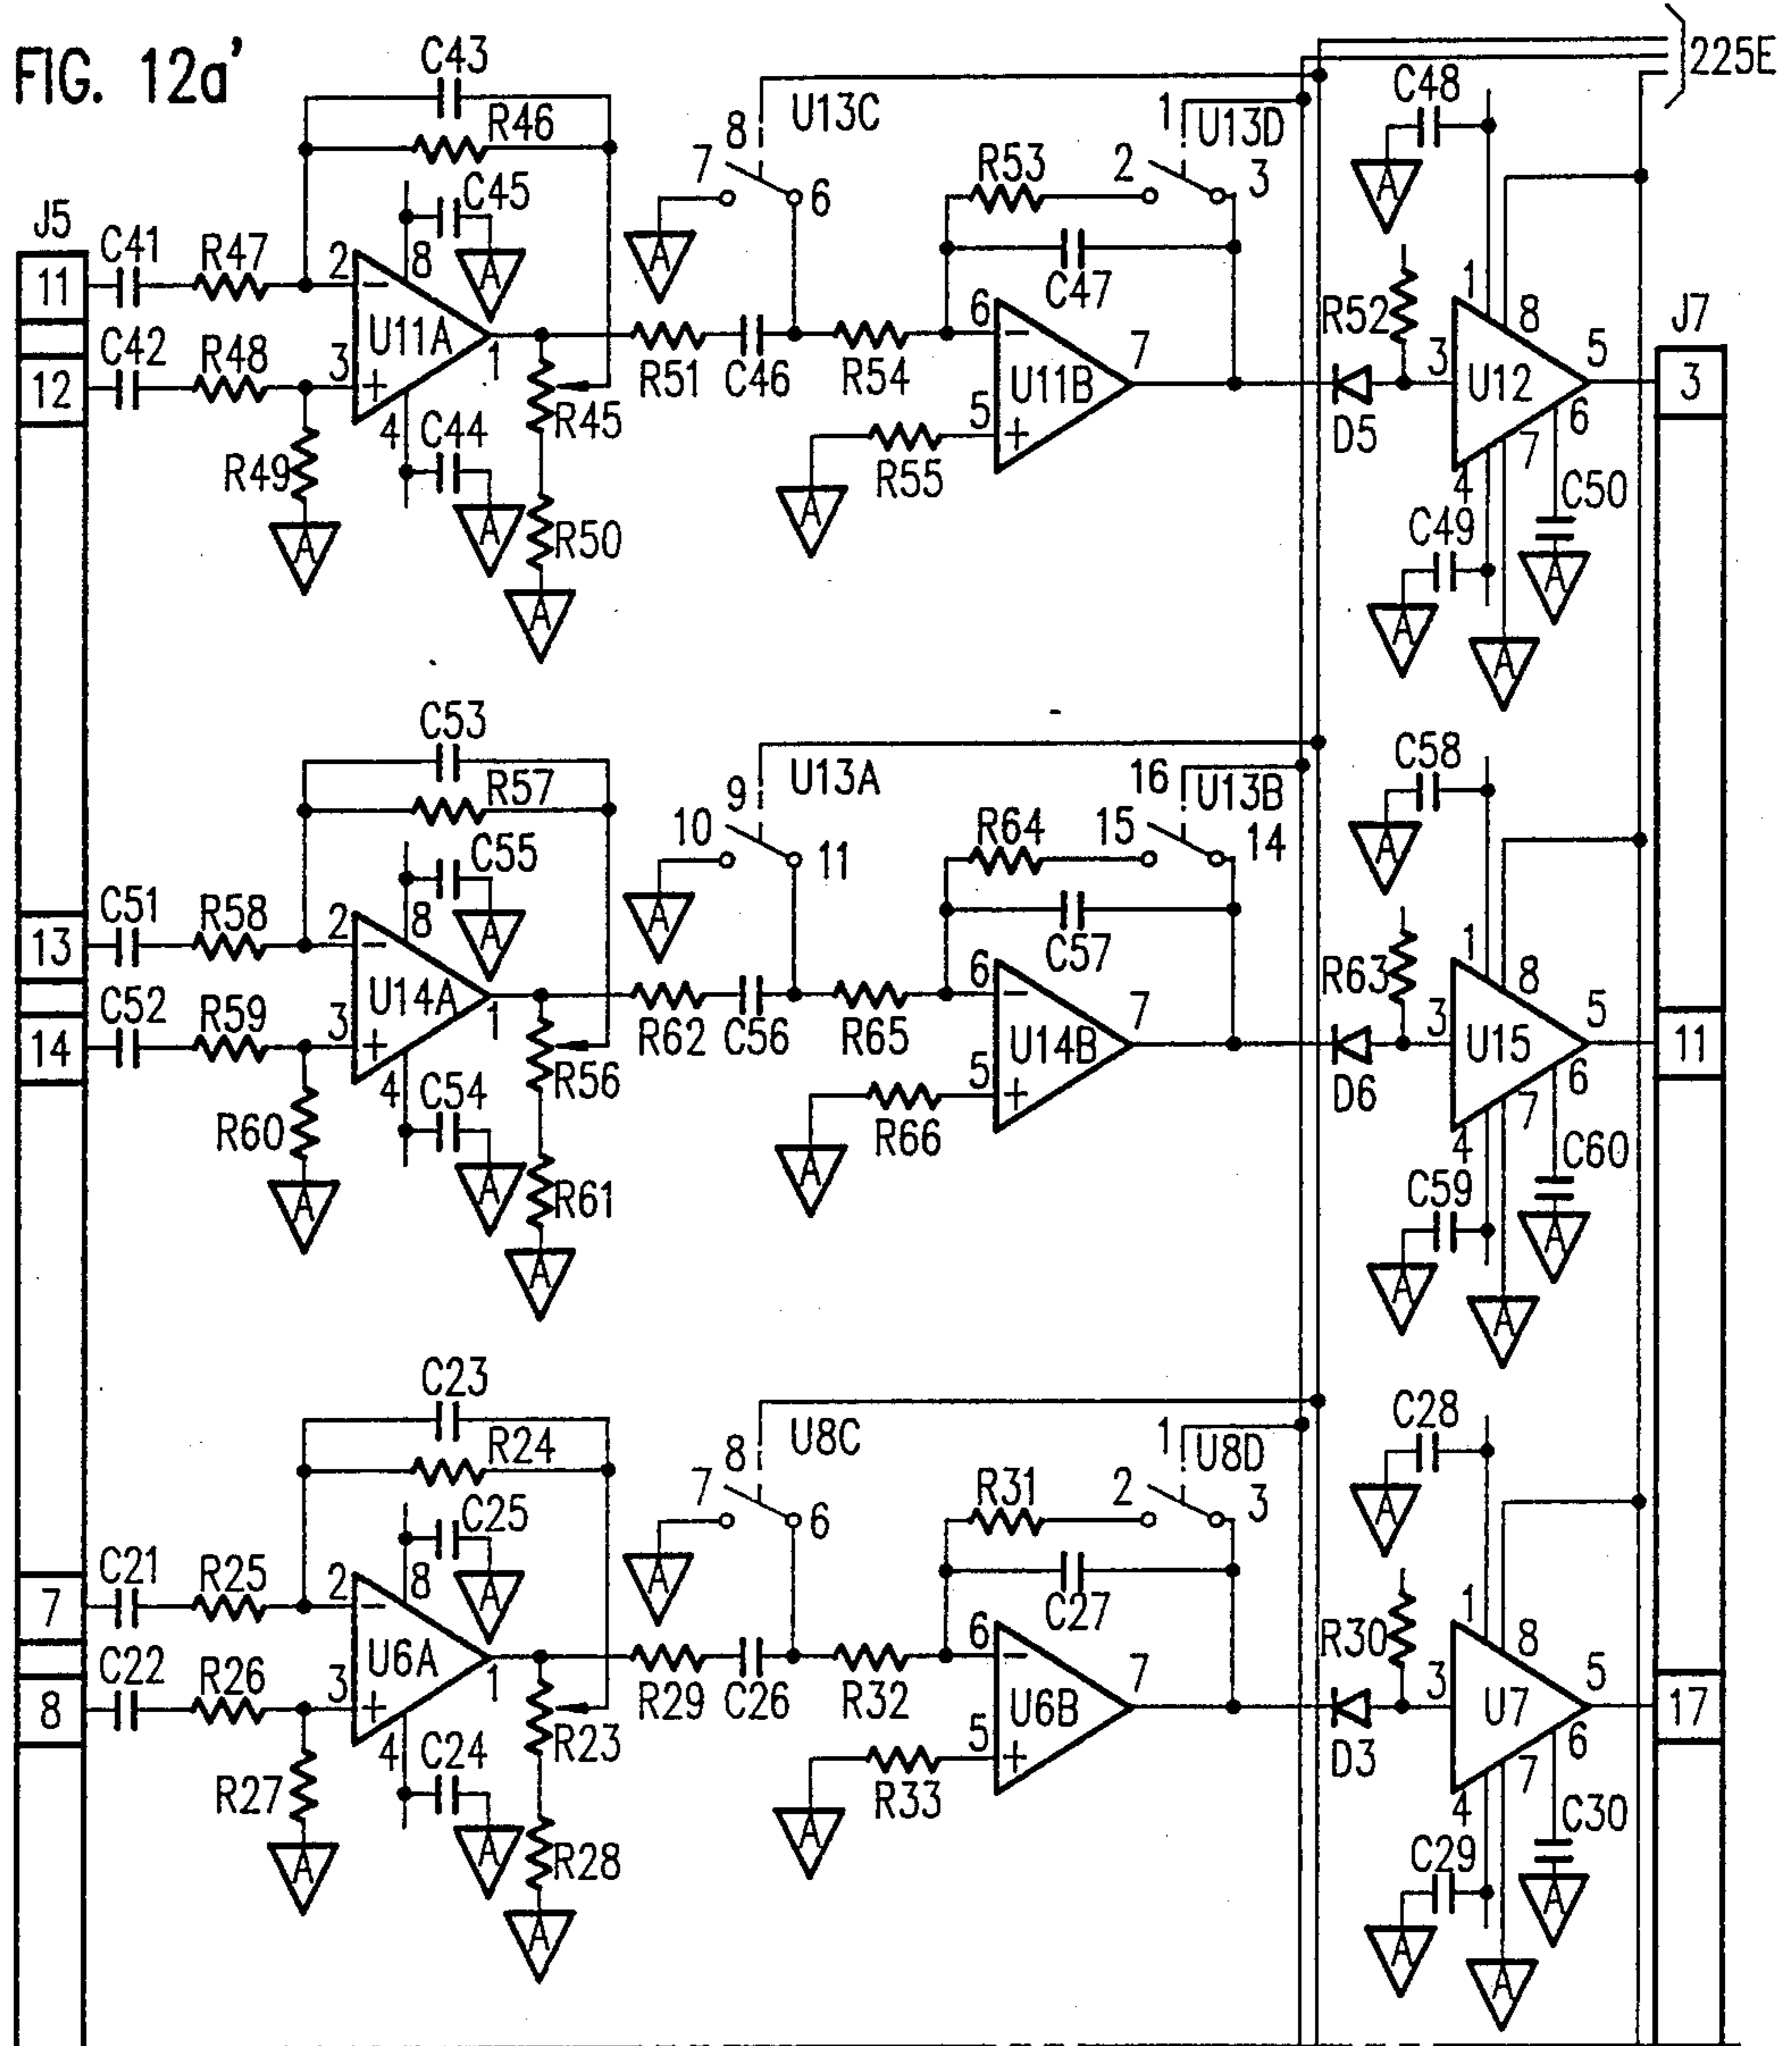 FIG. 12a'
225E
C43
R46
U13C
8
7
6
1
U13D
2
3
C48
A
R53
C45
A
A
J5
C41
R47
11
2
8
U11A
C42
R48
12
3
1
4
C44
A
R45
R49
A
R50
A
R51
C46
R54
C47
6
7
U11B
5
R55
A
R52
D5
1
8
3
U12
5
6
7
4
C50
C49
A
A
A
J7
3
C53
R57
U13A
9
10
11
16
U13B
15
14
C58
A
R64
C55
A
A
C51
R58
13
2
8
U14A
C52
R59
14
3
1
4
C54
A
R56
R60
A
R61
A
R62
C56
R65
C57
6
7
U14B
5
R66
A
R63
D6
1
8
3
U15
5
6
7
4
C60
C59
A
A
A
11
C23
R24
U8C
8
7
6
1
U8D
2
3
C28
A
R31
C25
A
A
C21
R25
7
2
8
U6A
C22
R26
8
3
1
4
C24
A
R23
R27
A
R28
A
R29
C26
R32
C27
6
7
U6B
5
R33
A
R30
D3
1
8
3
U7
5
6
7
4
C30
C29
A
A
A
17